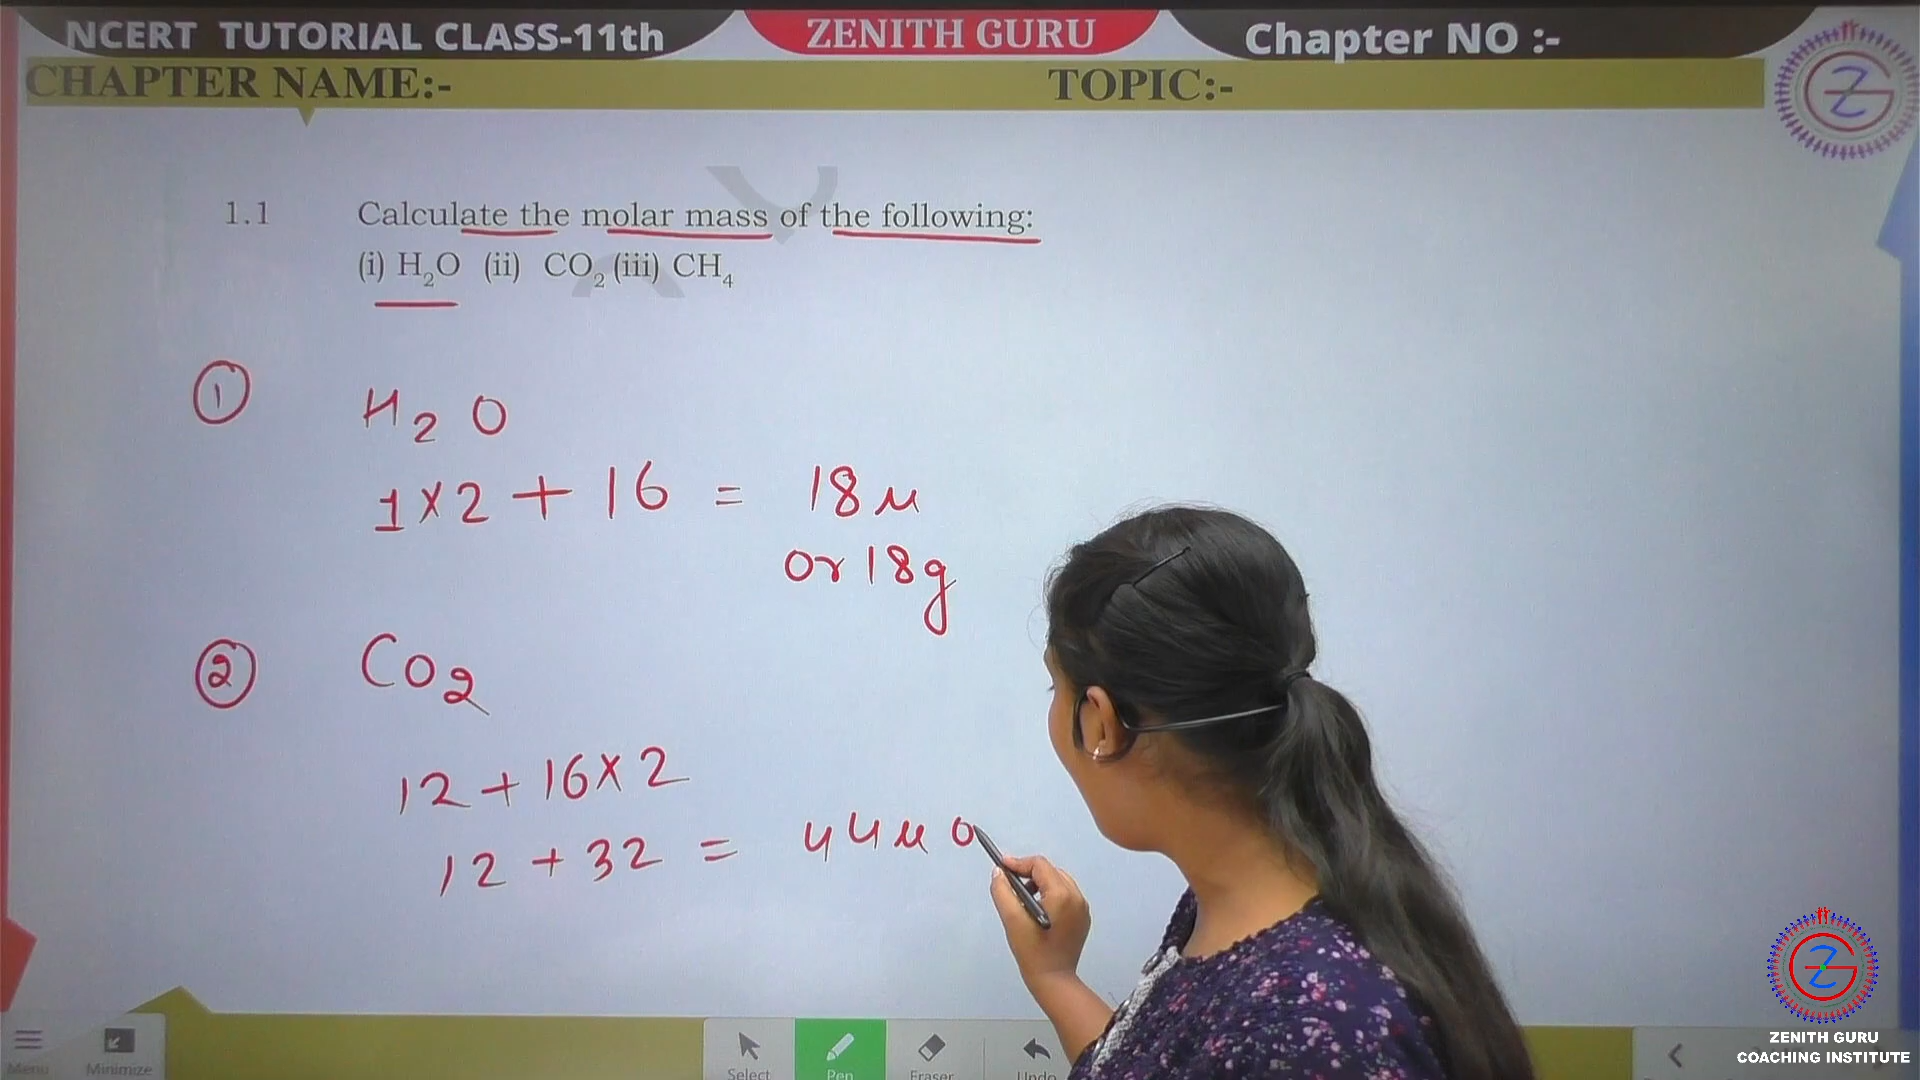 NCERT TUTORIAL CLASS-11th
ZENITH GURU
Chapter NO :-
CHAPTER NAME:-
TOPIC:-
1.1 Calculate the molar mass of the following:
(i) H₂O (ii) CO₂ (iii) CH₄
① H₂O
1×2 + 16 = 18u
or 18g
② CO₂
12 + 16×2
12 + 32 = 44u o
Menu
Minimize
Select
Pen
Eraser
Undo
ZENITH GURU
COACHING INSTITUTE